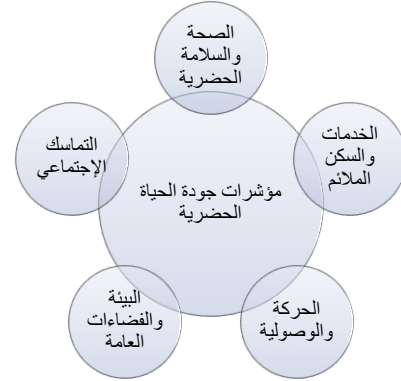 الصحة
والسلامة
الحضرية
الخدمات
والسكن
الملائم
الحركة
والوصولية
البيئة
والفضاءات
العامة
التماسك
الإجتماعي
مؤشرات جودة الحياة
الحضرية